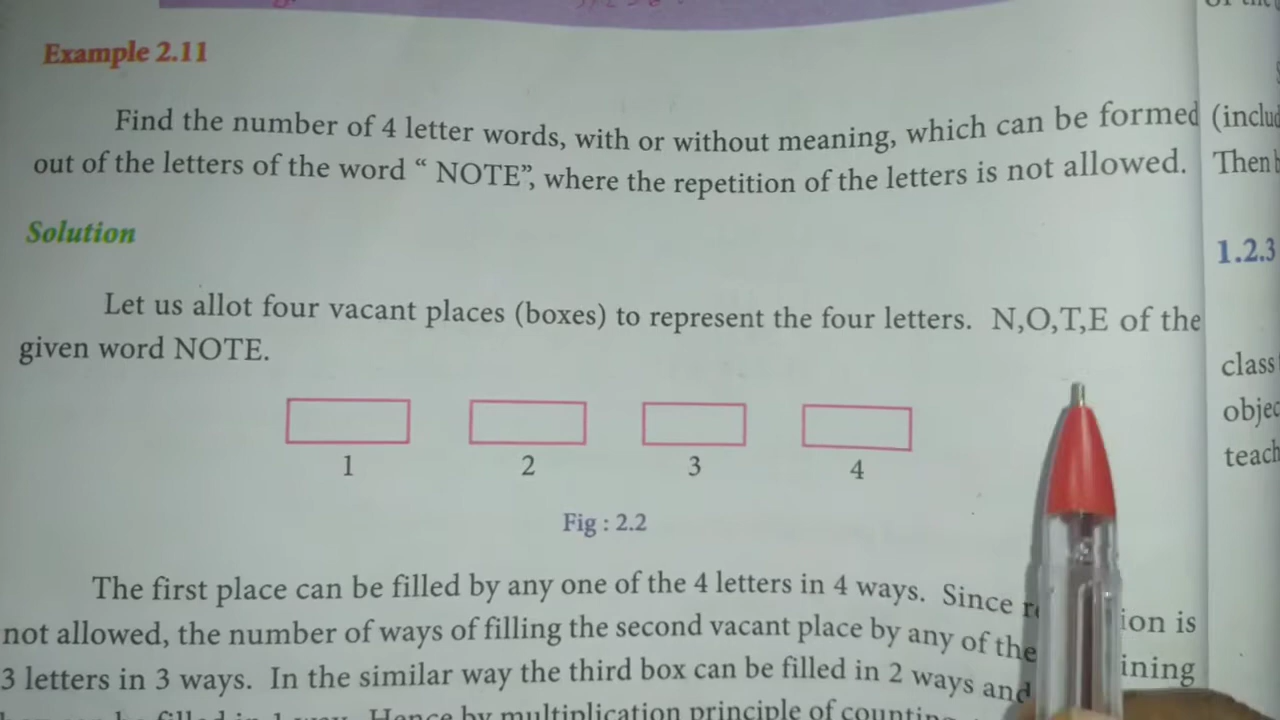 Example 2.11
Find the number of 4 letter words, with or without meaning, which can be formed
out of the letters of the word “ NOTE”, where the repetition of the letters is not allowed.
Solution
Let us allot four vacant places (boxes) to represent the four letters. N,O,T,E of the
given word NOTE.
1 2 3 4
Fig : 2.2
The first place can be filled by any one of the 4 letters in 4 ways. Since
not allowed, the number of ways of filling the second vacant place by any of the
3 letters in 3 ways. In the similar way the third box can be filled in 2 ways and
Hence by multiplication principle of
Then
1.2.3
class